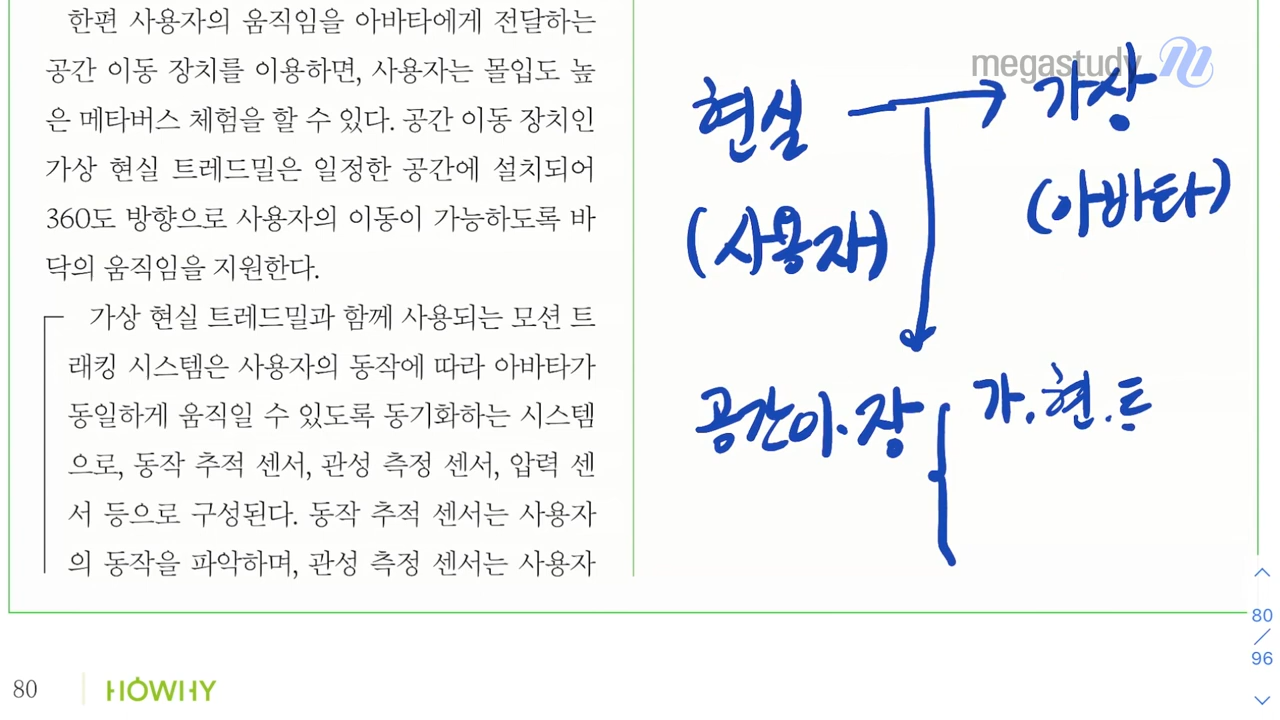 한편 사용자의 움직임을 아바타에게 전달하는
공간 이동 장치를 이용하면, 사용자는 몰입도 높
은 메타버스 체험을 할 수 있다. 공간 이동 장치인
가상 현실 트레드밀은 일정한 공간에 설치되어
360도 방향으로 사용자의 이동이 가능하도록 바
닥의 움직임을 지원한다.
가상 현실 트레드밀과 함께 사용되는 모션 트
래킹 시스템은 사용자의 동작에 따라 아바타가
동일하게 움직일 수 있도록 동기화하는 시스템
으로, 동작 추적 센서, 관성 측정 센서, 압력 센
서 등으로 구성된다. 동작 추적 센서는 사용자
의 동작을 파악하며, 관성 측정 센서는 사용자
megastudy
현실 → 가상
(사용자) (아바타)
공간이·장 { 가.현.트
80
/
96
80 HOWHY